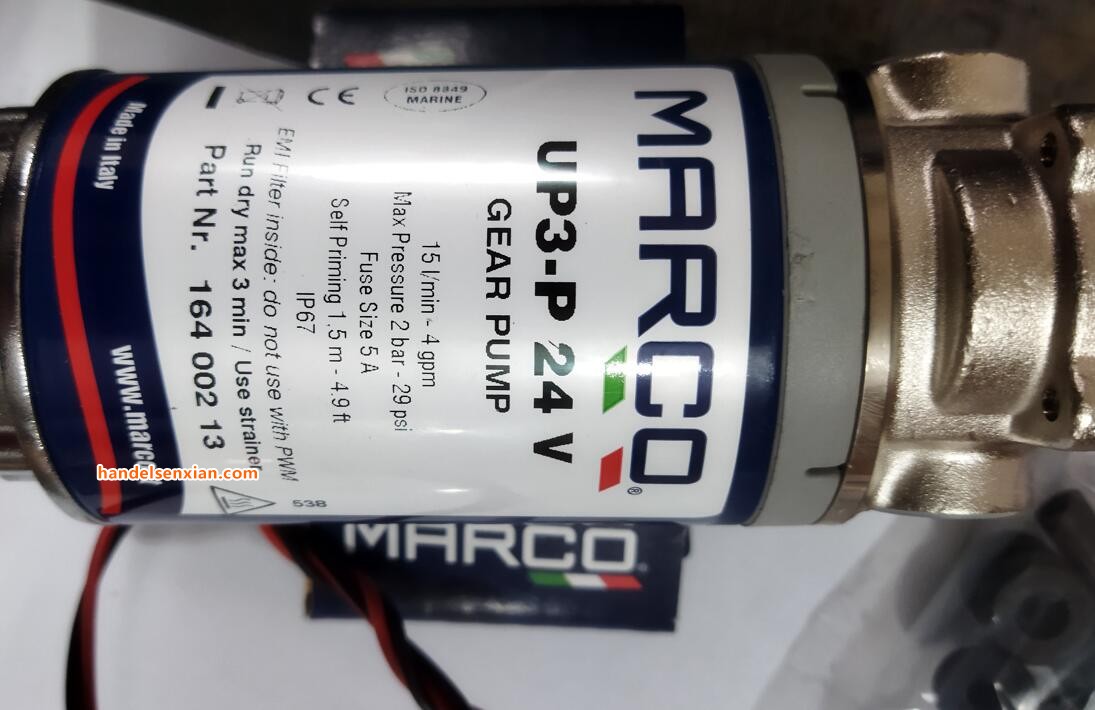 MARCO
UP3-P 24 V
GEAR PUMP
15 l/min - 4 gpm
Max Pressure 2 bar - 29 psi
Fuse Size 5 A
Self Priming 1,5 m - 4.9 ft
IP67
EMI Filter inside: do not use with PWM
Run dry max 3 min / Use strainer
Part Nr. 164 002 13
ISO 8849
MARINE
CE
538
Made in Italy
www.marco
handelsenxian.com
MARCO